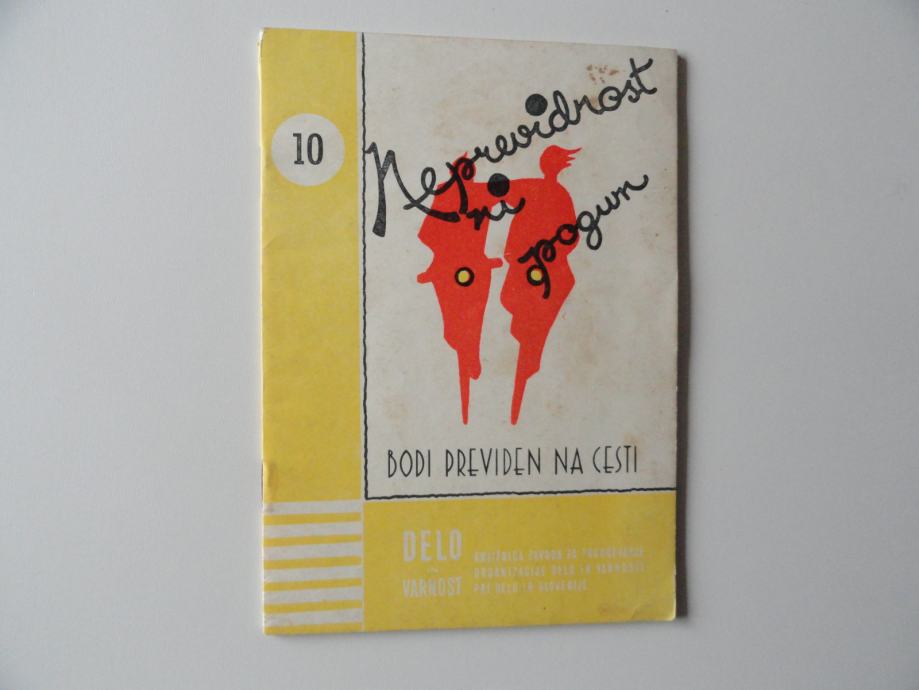 10
Neprevidnost
ni
pogum
BODI PREVIDEN NA CESTI
DELO
IN
VARNOST
KNJIŽNICA ZAVODA ZA PROUČEVANJE
ORGANIZACIJE DELA IN VARNOSTI
PRI DELU LR SLOVENIJE